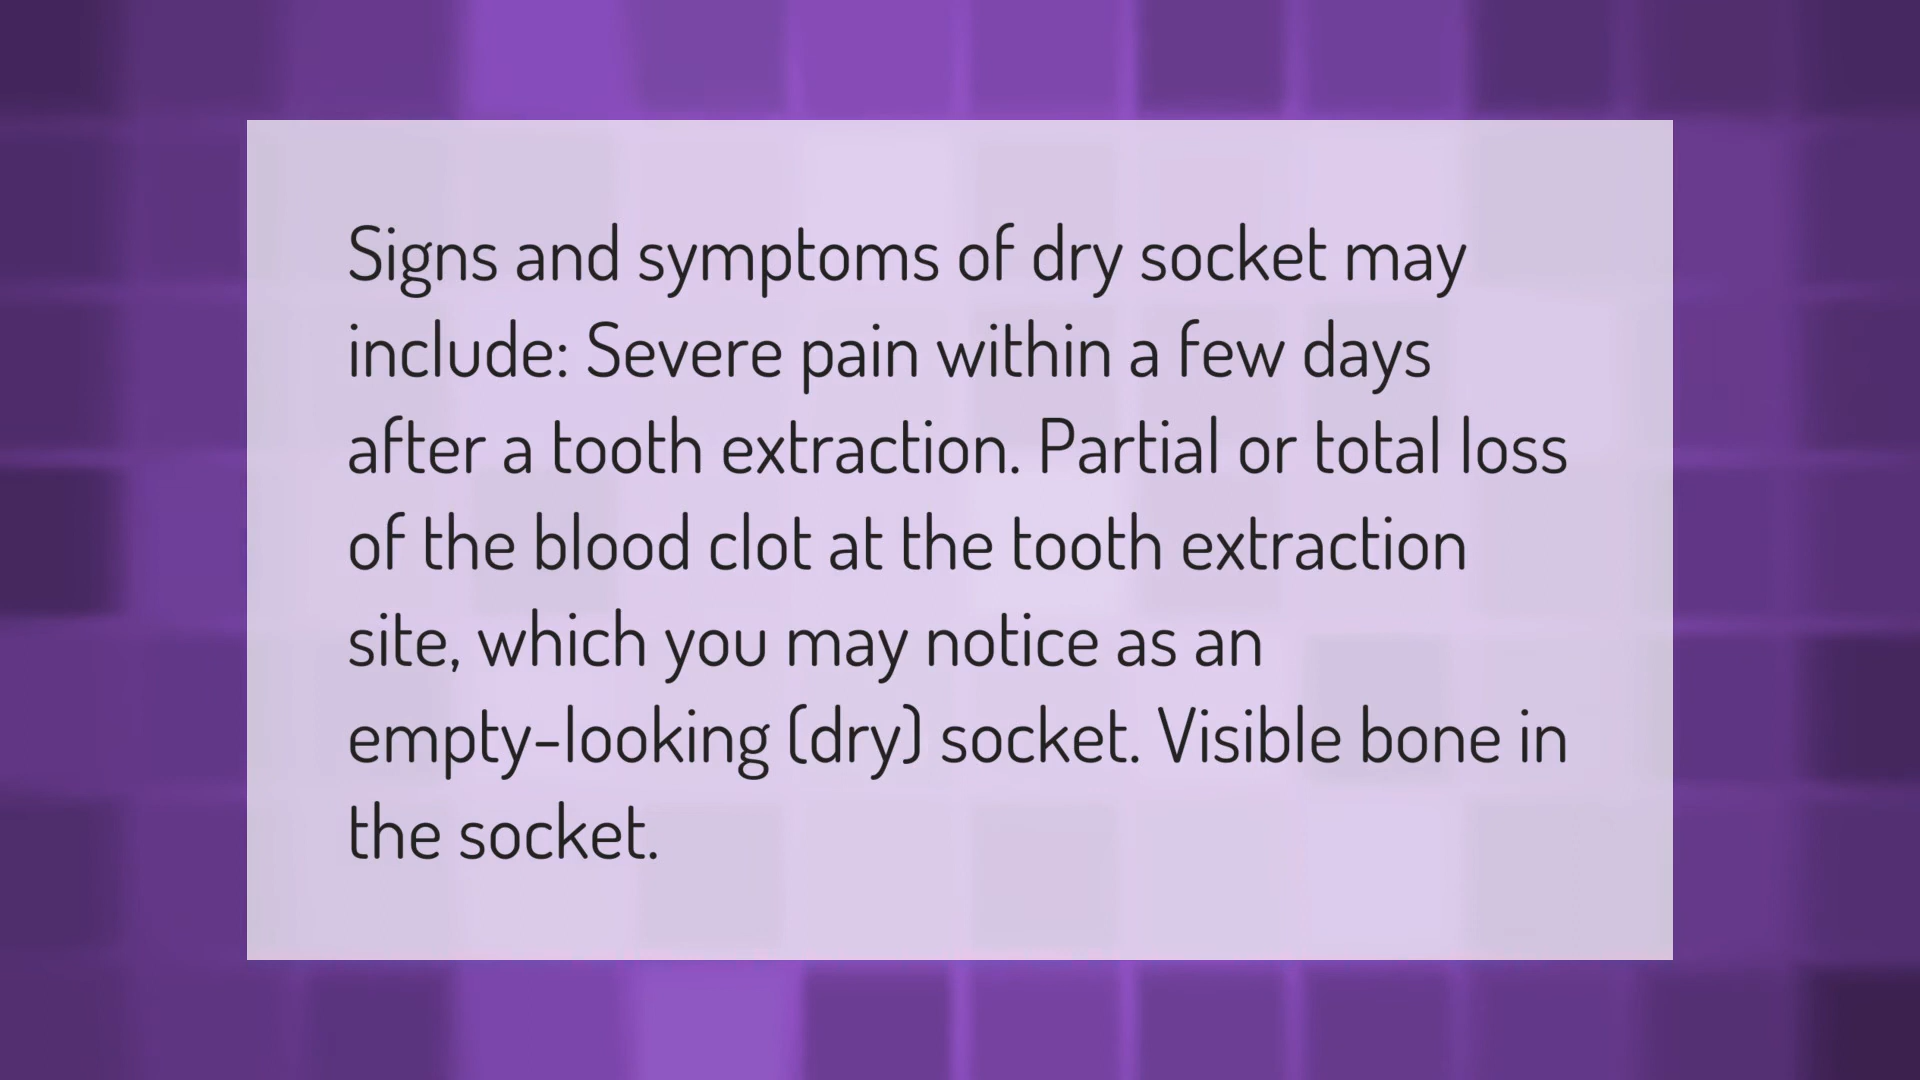 Signs and symptoms of dry socket may
include: Severe pain within a few days
after a tooth extraction. Partial or total loss
of the blood clot at the tooth extraction
site, which you may notice as an
empty-looking (dry) socket. Visible bone in
the socket.